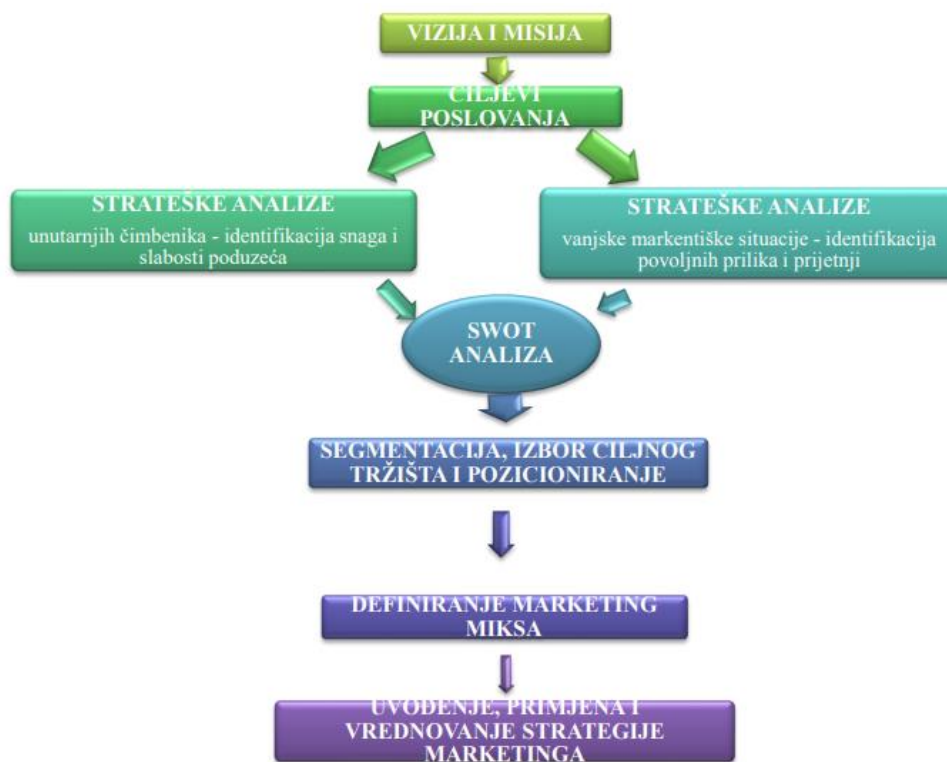 VIZIJA I MISIJA
CILJEVI
POSLOVANJA
STRATEŠKE ANALIZE
unutarnjih čimbenika - identifikacija snaga i
slabosti poduzeća
STRATEŠKE ANALIZE
vanjske markentiške situacije - identifikacija
povoljnih prilika i prijetnji
SWOT
ANALIZA
SEGMENTACIJA, IZBOR CILJNOG
TRŽIŠTA I POZICIONIRANJE
DEFINIRANJE MARKETING
MIKSA
UVOĐENJE, PRIMJENA I
VREDNOVANJE STRATEGIJE
MARKETINGA